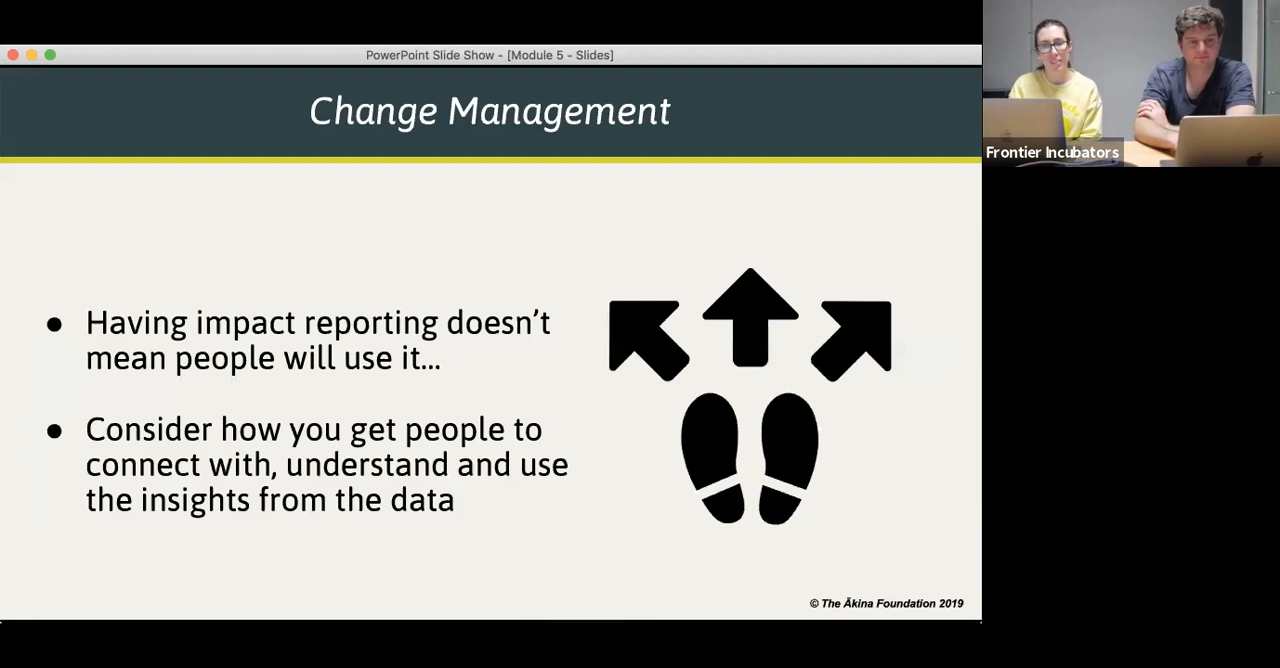 PowerPoint Slide Show - [Module 5 - Slides]
Change Management
Frontier Incubators
● Having impact reporting doesn’t
mean people will use it...
● Consider how you get people to
connect with, understand and use
the insights from the data
© The Ākina Foundation 2019